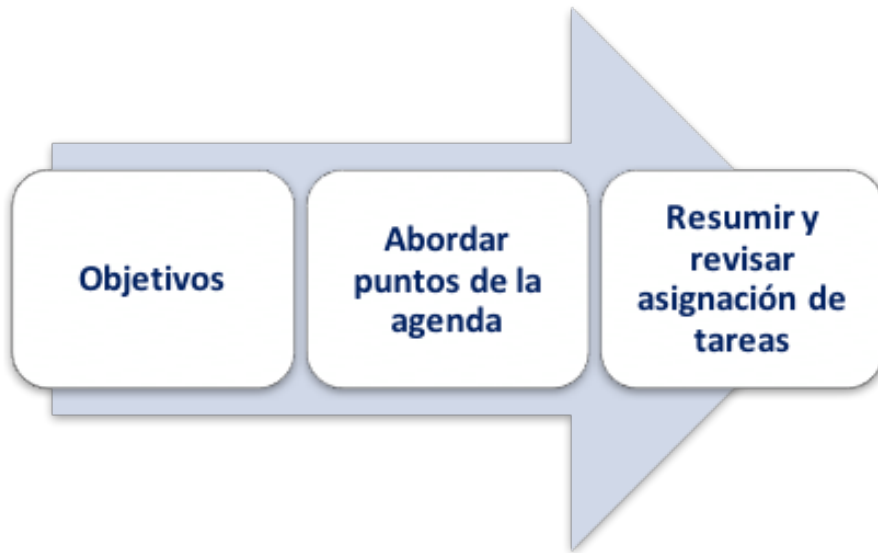 Objetivos
Abordar
puntos de la
agenda
Resumir y
revisar
asignación de
tareas